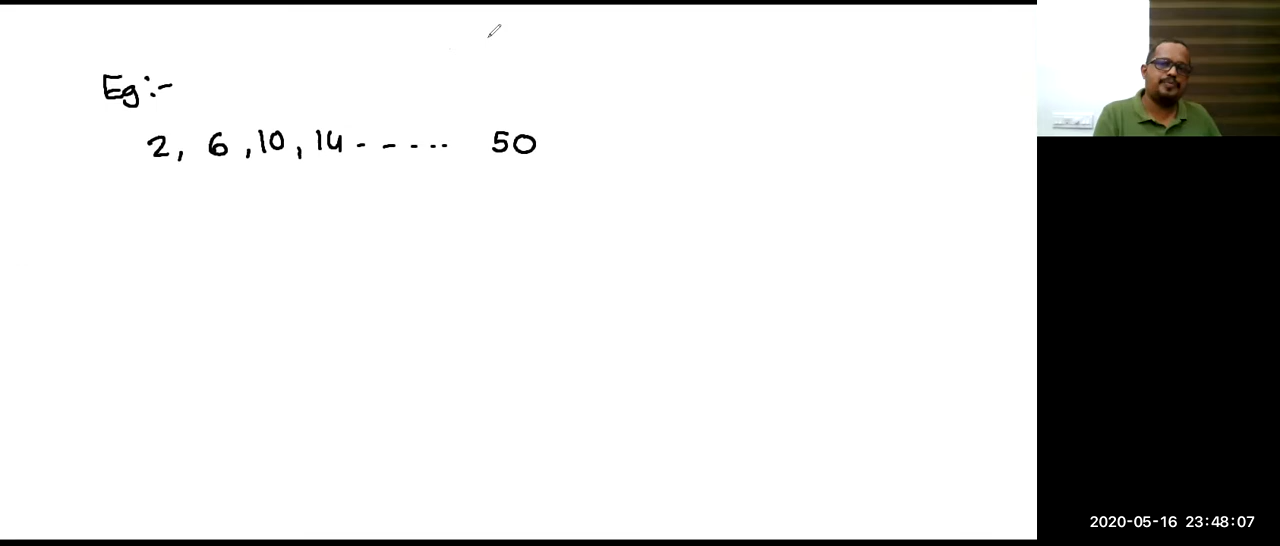 Eg:-
2, 6, 10, 14 - - - - - 50
2020-05-16 23:48:07